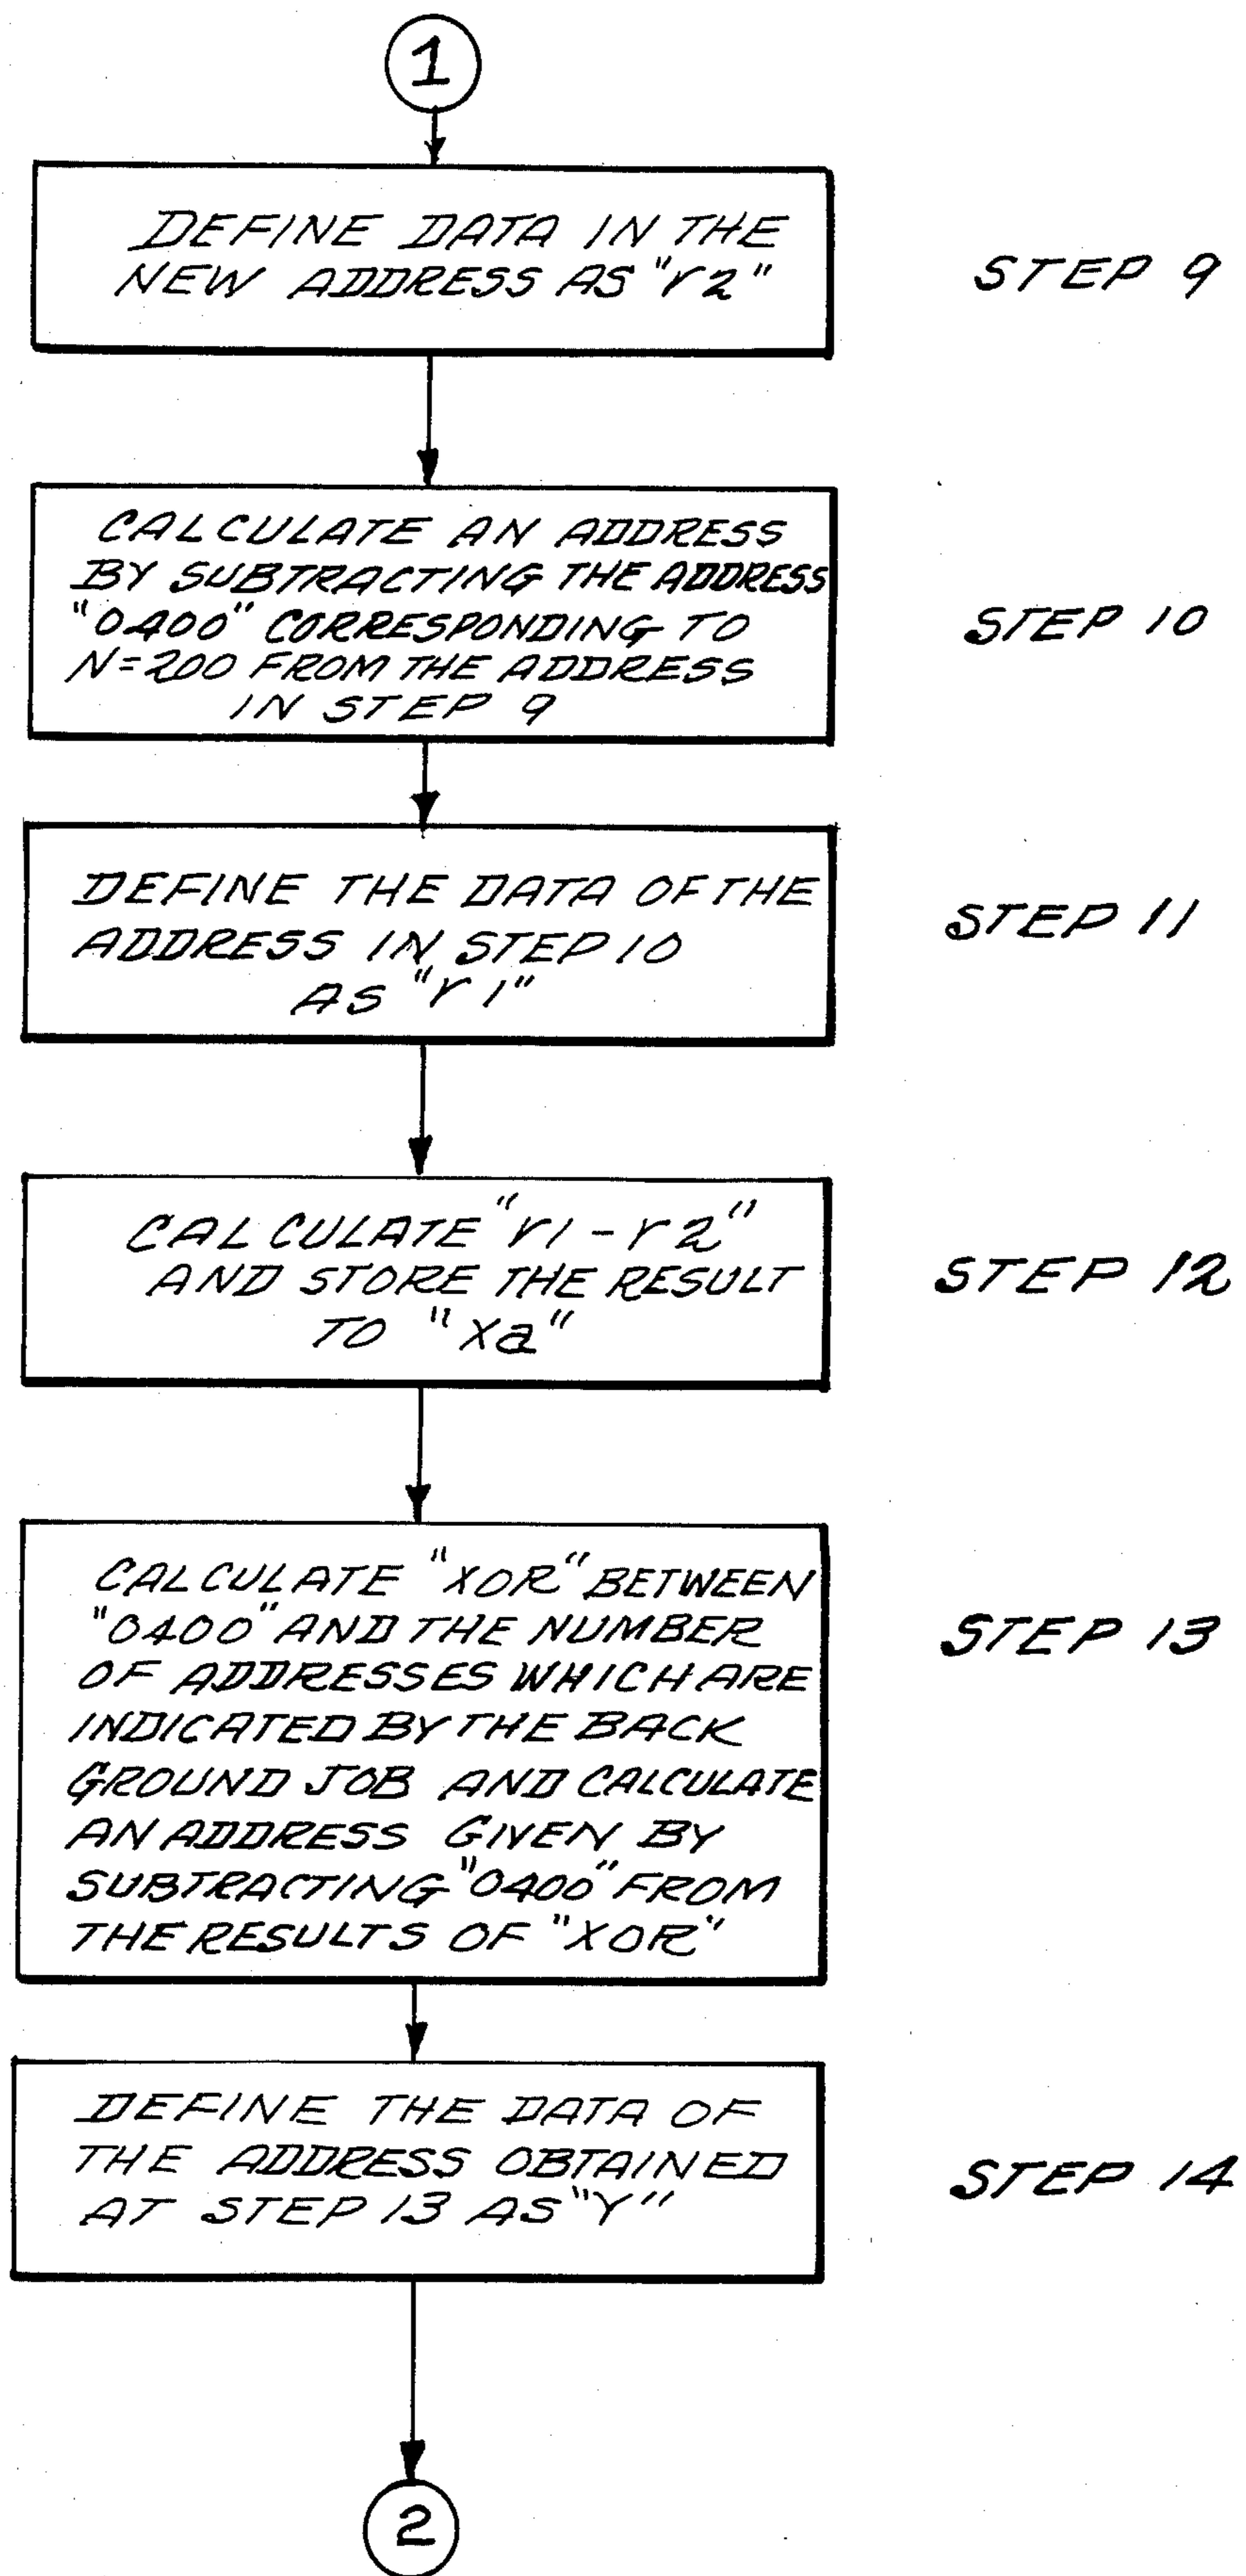 1
DEFINE DATA IN THE
NEW ADDRESS AS "r2"
STEP 9
CALCULATE AN ADDRESS
BY SUBTRACTING THE ADDRESS
"0400" CORRESPONDING TO
N=200 FROM THE ADDRESS
IN STEP 9
STEP 10
DEFINE THE DATA OF THE
ADDRESS IN STEP 10
AS "r1"
STEP 11
CALCULATE "r1-r2"
AND STORE THE RESULT
TO "Xa"
STEP 12
CALCULATE "XOR" BETWEEN
"0400" AND THE NUMBER
OF ADDRESSES WHICH ARE
INDICATED BY THE BACK
GROUND JOB AND CALCULATE
AN ADDRESS GIVEN BY
SUBTRACTING "0400" FROM
THE RESULTS OF "XOR"
STEP 13
DEFINE THE DATA OF
THE ADDRESS OBTAINED
AT STEP 13 AS "Y"
STEP 14
2